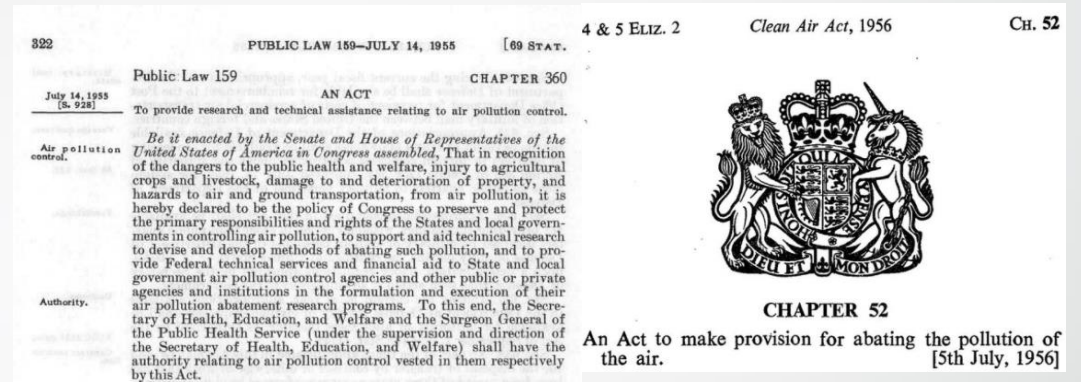 322
PUBLIC LAW 159—JULY 14, 1955
[69 STAT.
Public Law 159
CHAPTER 360
July 14, 1955
[S. 928]
AN ACT
To provide research and technical assistance relating to air pollution control.
Air pollution
control.
Be it enacted by the Senate and House of Representatives of the
United States of America in Congress assembled, That in recognition
of the dangers to the public health and welfare, injury to agricultural
crops and livestock, damage to and deterioration of property, and
hazards to air and ground transportation, from air pollution, it is
hereby declared to be the policy of Congress to preserve and protect
the primary responsibilities and rights of the States and local govern-
ments in controlling air pollution, to support and aid technical research
to devise and develop methods of abating such pollution, and to pro-
vide Federal technical services and financial aid to State and local
government air pollution control agencies and other public or private
agencies and institutions in the formulation and execution of their
air pollution abatement research programs. To this end, the Secre-
Authority.
tary of Health, Education, and Welfare and the Surgeon General of
the Public Health Service (under the supervision and direction of
the Secretary of Health, Education, and Welfare) shall have the
authority relating to air pollution control vested in them respectively
by this Act.
4 & 5 ELIZ. 2
Clean Air Act, 1956
CH. 52
HONI SOIT QUI MAL Y PENSE
DIEU ET MON DROIT
CHAPTER 52
An Act to make provision for abating the pollution of
the air.
[5th July, 1956]